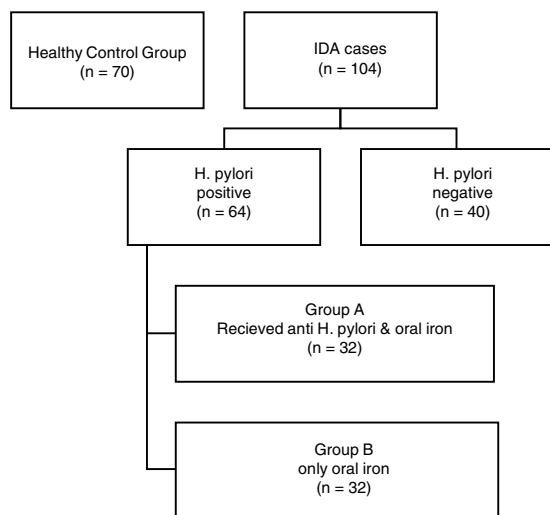 Healthy Control Group
(n = 70)
IDA cases
(n = 104)
H. pylori
positive
(n = 64)
H. pylori
negative
(n = 40)
Group A
Recieved anti H. pylori & oral iron
(n = 32)
Group B
only oral iron
(n = 32)